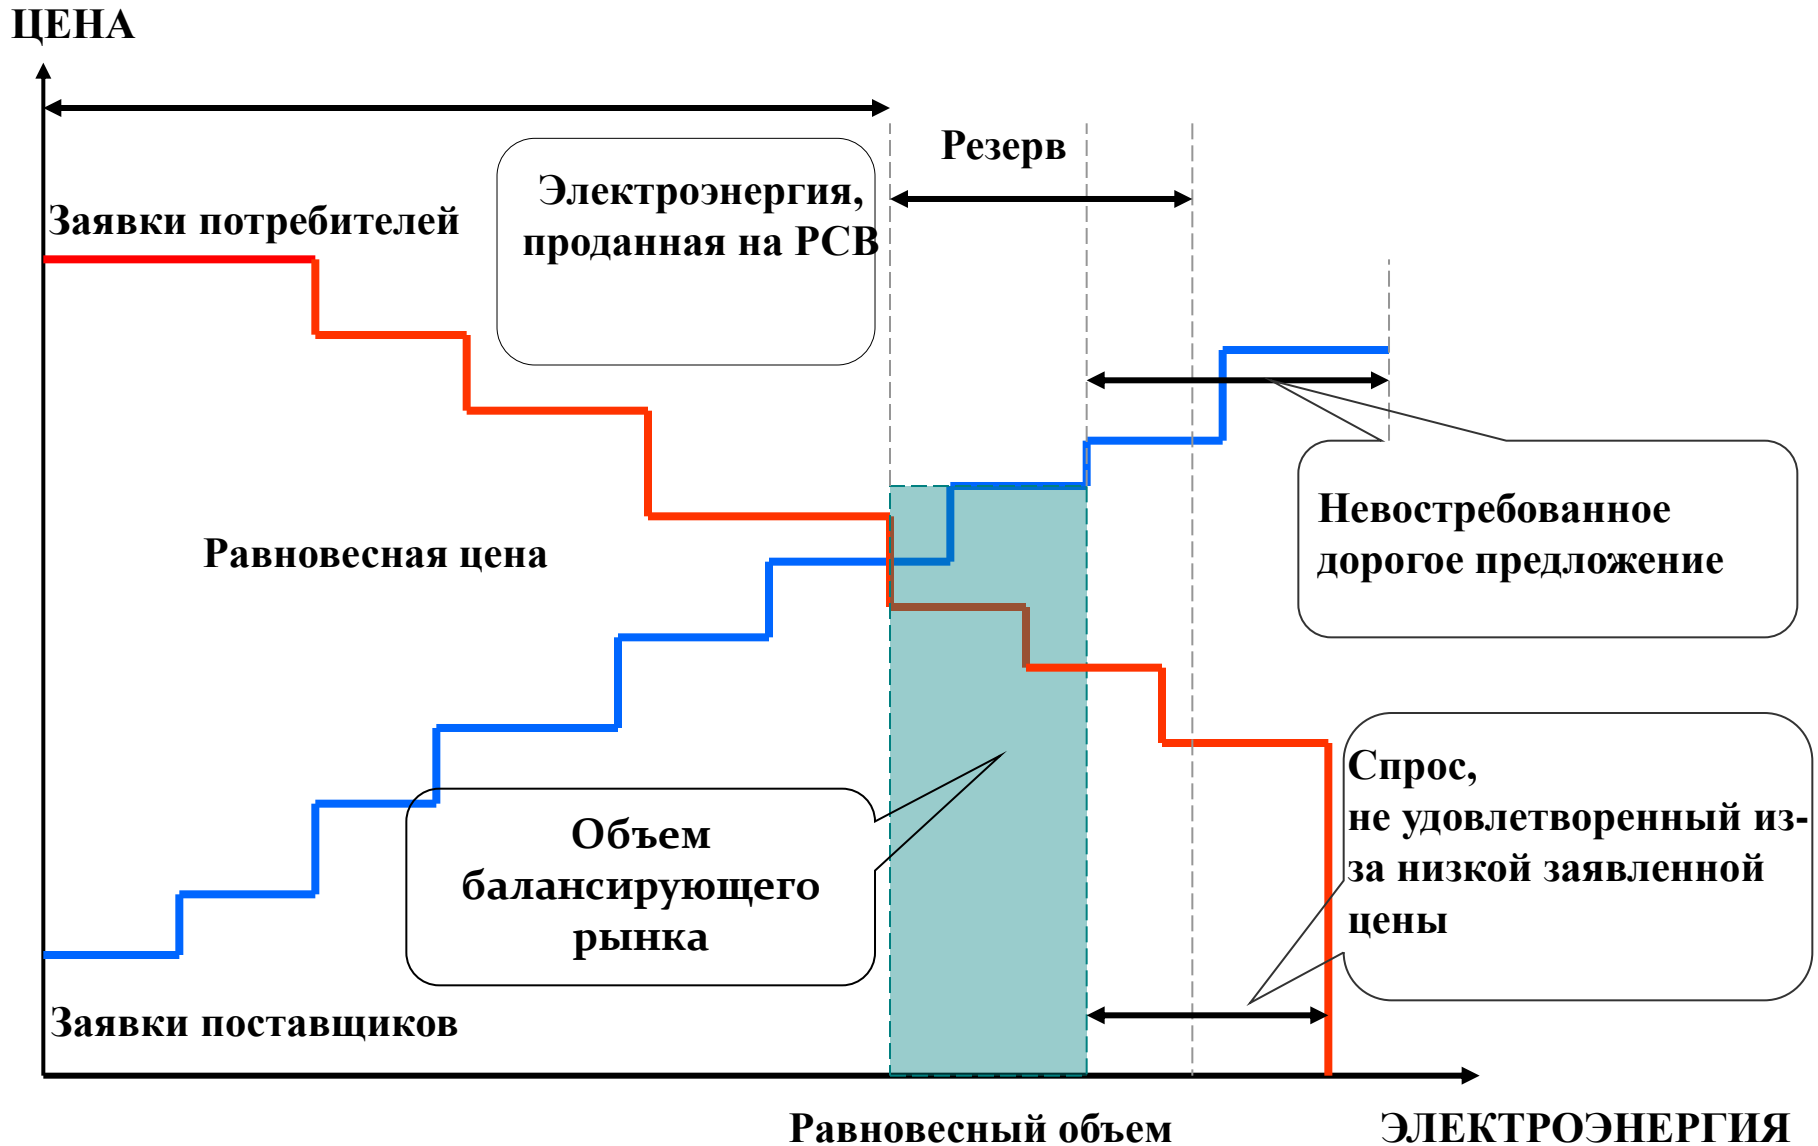 ЦЕНА
Резерв
Электроэнергия,
проданная на РСВ
Заявки потребителей
Невостребованное
дорогое предложение
Равновесная цена
Спрос,
не удовлетворенный из-
за низкой заявленной
цены
Объем
балансирующего
рынка
Заявки поставщиков
Равновесный объем
ЭЛЕКТРОЭНЕРГИЯ